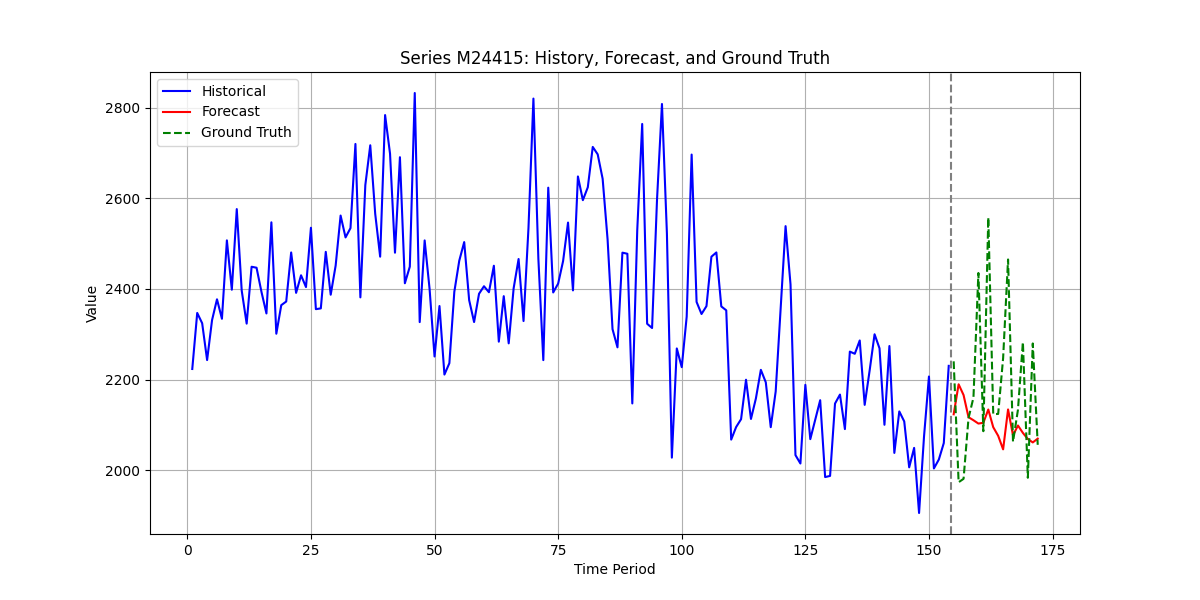 Series M24415: History, Forecast, and Ground Truth
Historical
Forecast
Ground Truth
2800
2600
2400
2200
2000
Value
0 25 50 75 100 125 150 175
Time Period